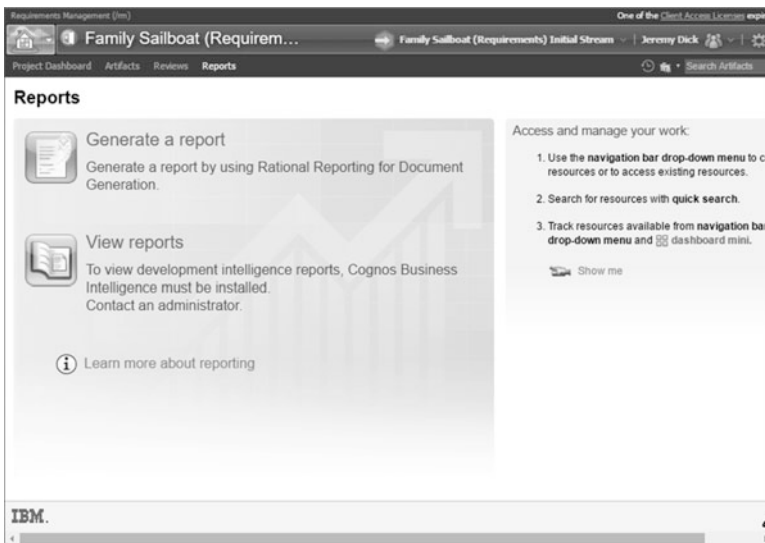 Requirements Management (/rm)
One of the Client Access Licenses
Family Sailboat (Requirem...
Family Sailboat (Requirements) Initial Stream
Jeremy Dick
Project Dashboard Artifacts Reviews Reports
Search Artifacts
Reports
Generate a report
Generate a report by using Rational Reporting for Document
Generation.
View reports
To view development intelligence reports, Cognos Business
Intelligence must be installed.
Contact an administrator.
Learn more about reporting
Access and manage your work:
1. Use the navigation bar drop-down menu to
resources or to access existing resources.
2. Search for resources with quick search.
3. Track resources available from navigation
drop-down menu and dashboard mini.
Show me
IBM.